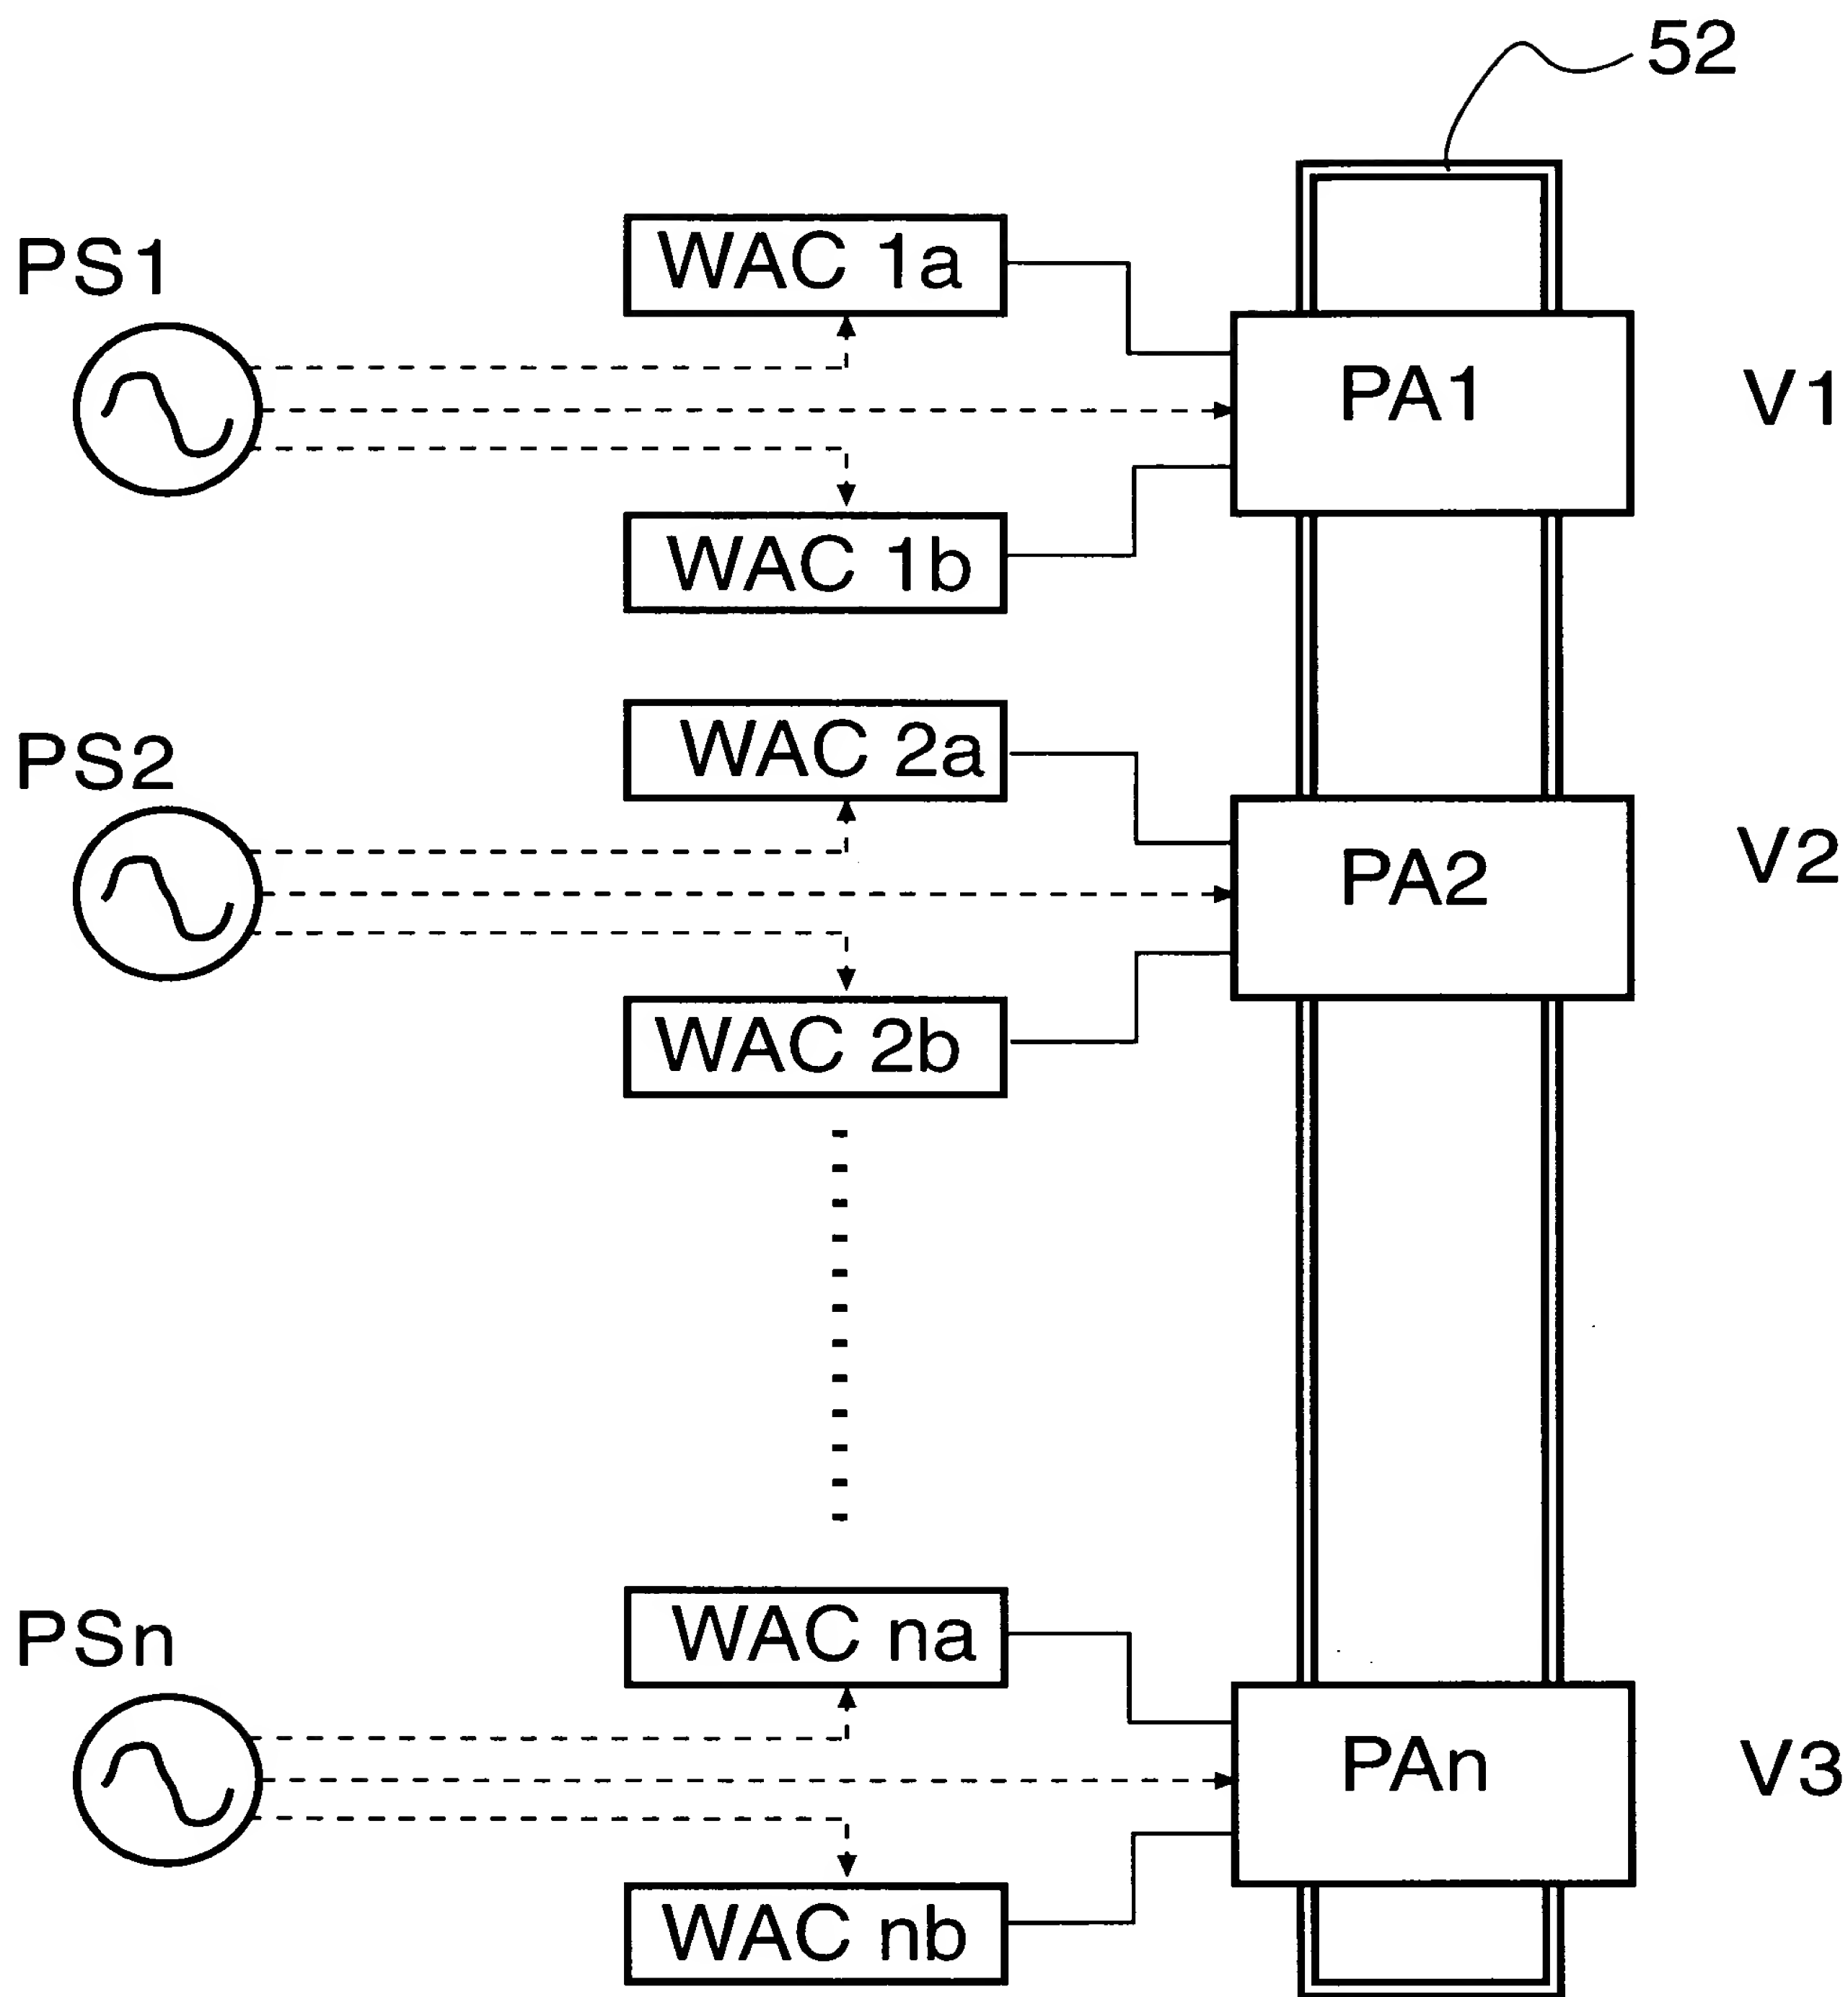 52
PS1
WAC 1a
PA1
V1
WAC 1b
PS2
WAC 2a
PA2
V2
WAC 2b
PSn
WAC na
PAn
V3
WAC nb